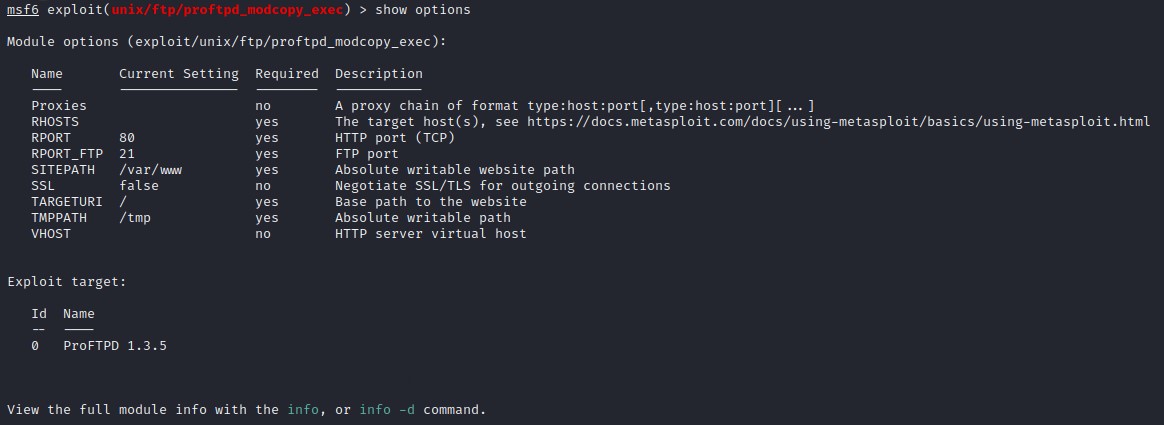 msf6 exploit(unix/ftp/proftpd_modcopy_exec) > show options
Module options (exploit/unix/ftp/proftpd_modcopy_exec):
Name Current Setting Required Description
---- --------------- -------- -----------
Proxies no A proxy chain of format type:host:port[,type:host:port][...]
RHOSTS yes The target host(s), see https://docs.metasploit.com/docs/using-metasploit/basics/using-metasploit.html
RPORT 80 yes HTTP port (TCP)
RPORT_FTP 21 yes FTP port
SITEPATH /var/www yes Absolute writable website path
SSL false no Negotiate SSL/TLS for outgoing connections
TARGETURI / yes Base path to the website
TMPPATH /tmp yes Absolute writable path
VHOST no HTTP server virtual host
Exploit target:
Id Name
-- ----
0 ProFTPD 1.3.5
View the full module info with the info, or info -d command.